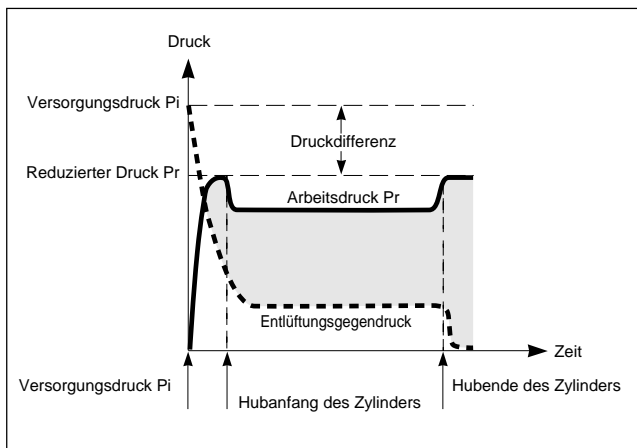 Druck
Versorgungsdruck Pi
Druckdifferenz
Reduzierter Druck Pr
Arbeitsdruck Pr
Entlüftungsgegendruck
Zeit
Versorgungsdruck Pi
Hubanfang des Zylinders
Hubende des Zylinders